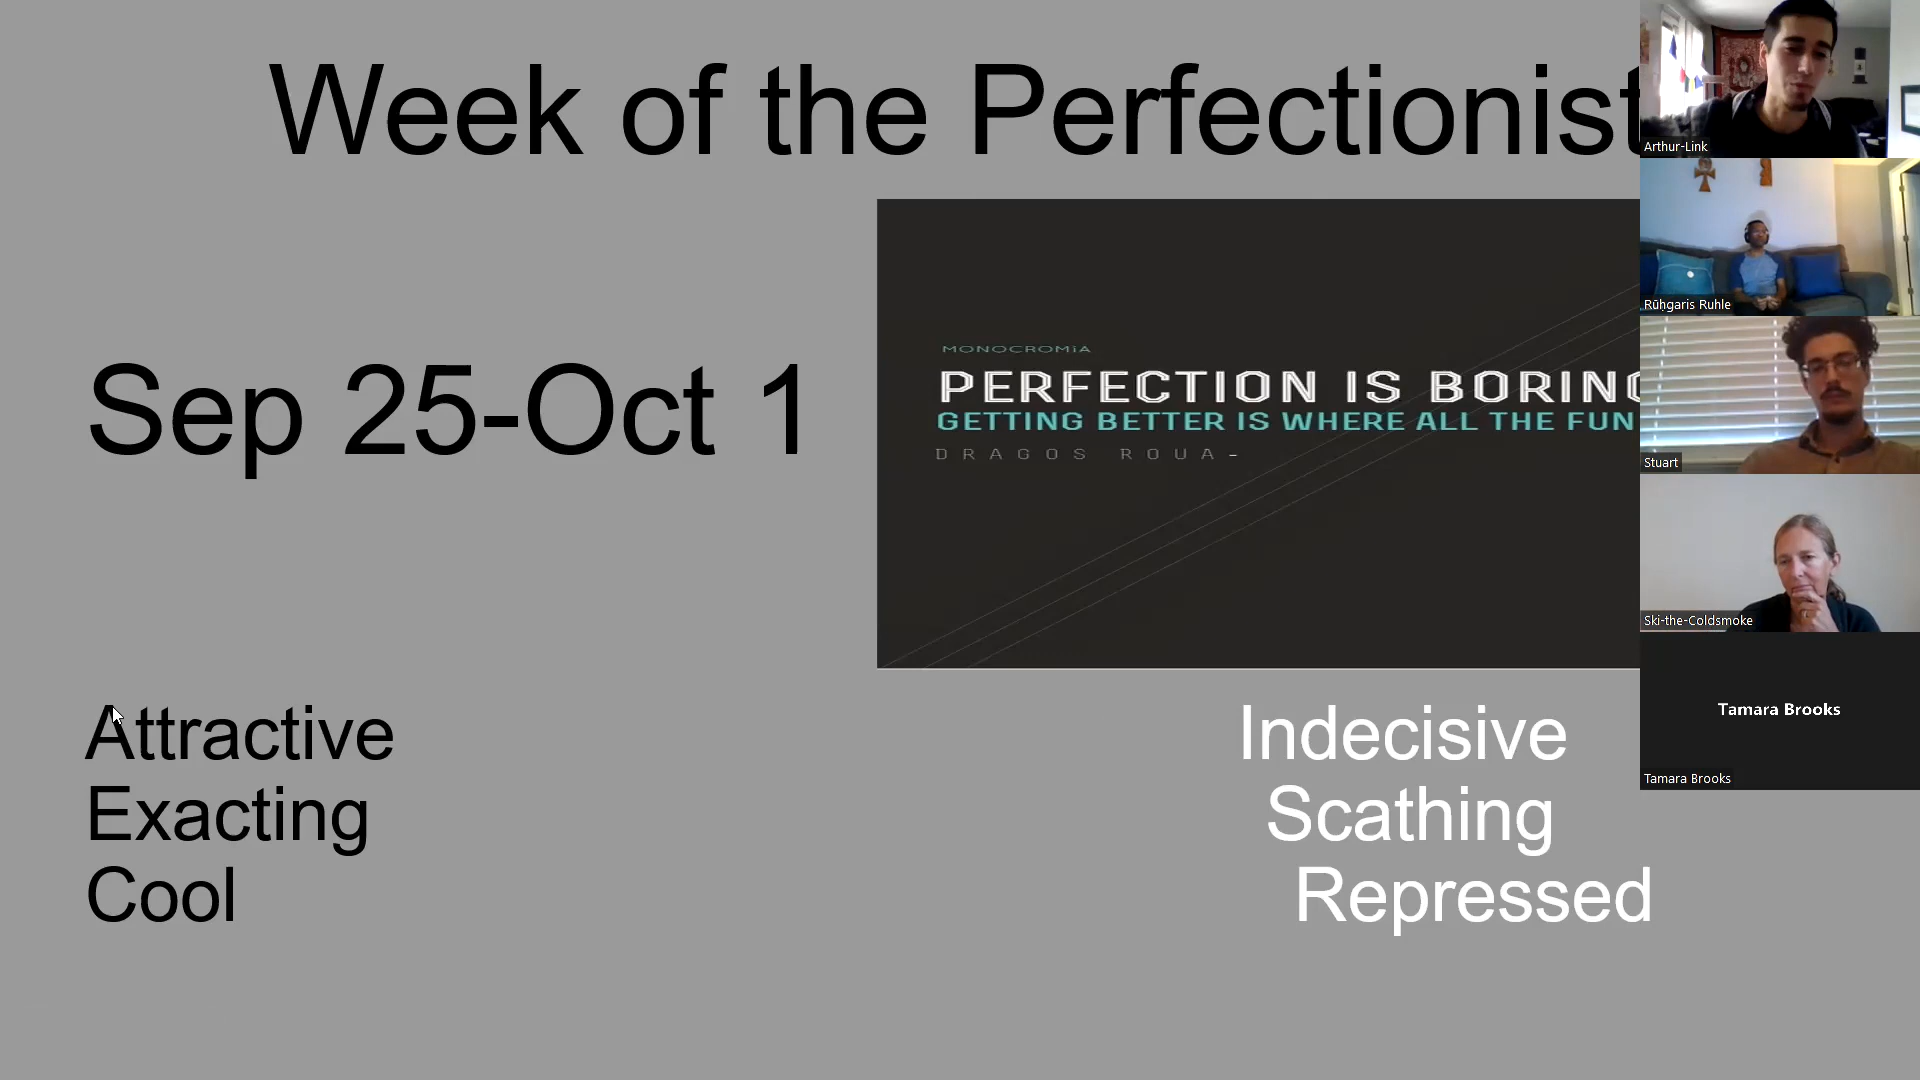 Week of the Perfectionist
Sep 25-Oct 1
MONOCROMiA
PERFECTION IS BORING
GETTING BETTER IS WHERE ALL THE FUN
DRAGOS ROUA-
Attractive
Exacting
Cool
Indecisive
Scathing
Repressed
Arthur-Link
Rūḥgaris Ruhle
Stuart
Ski-the-Coldsmoke
Tamara Brooks
Tamara Brooks